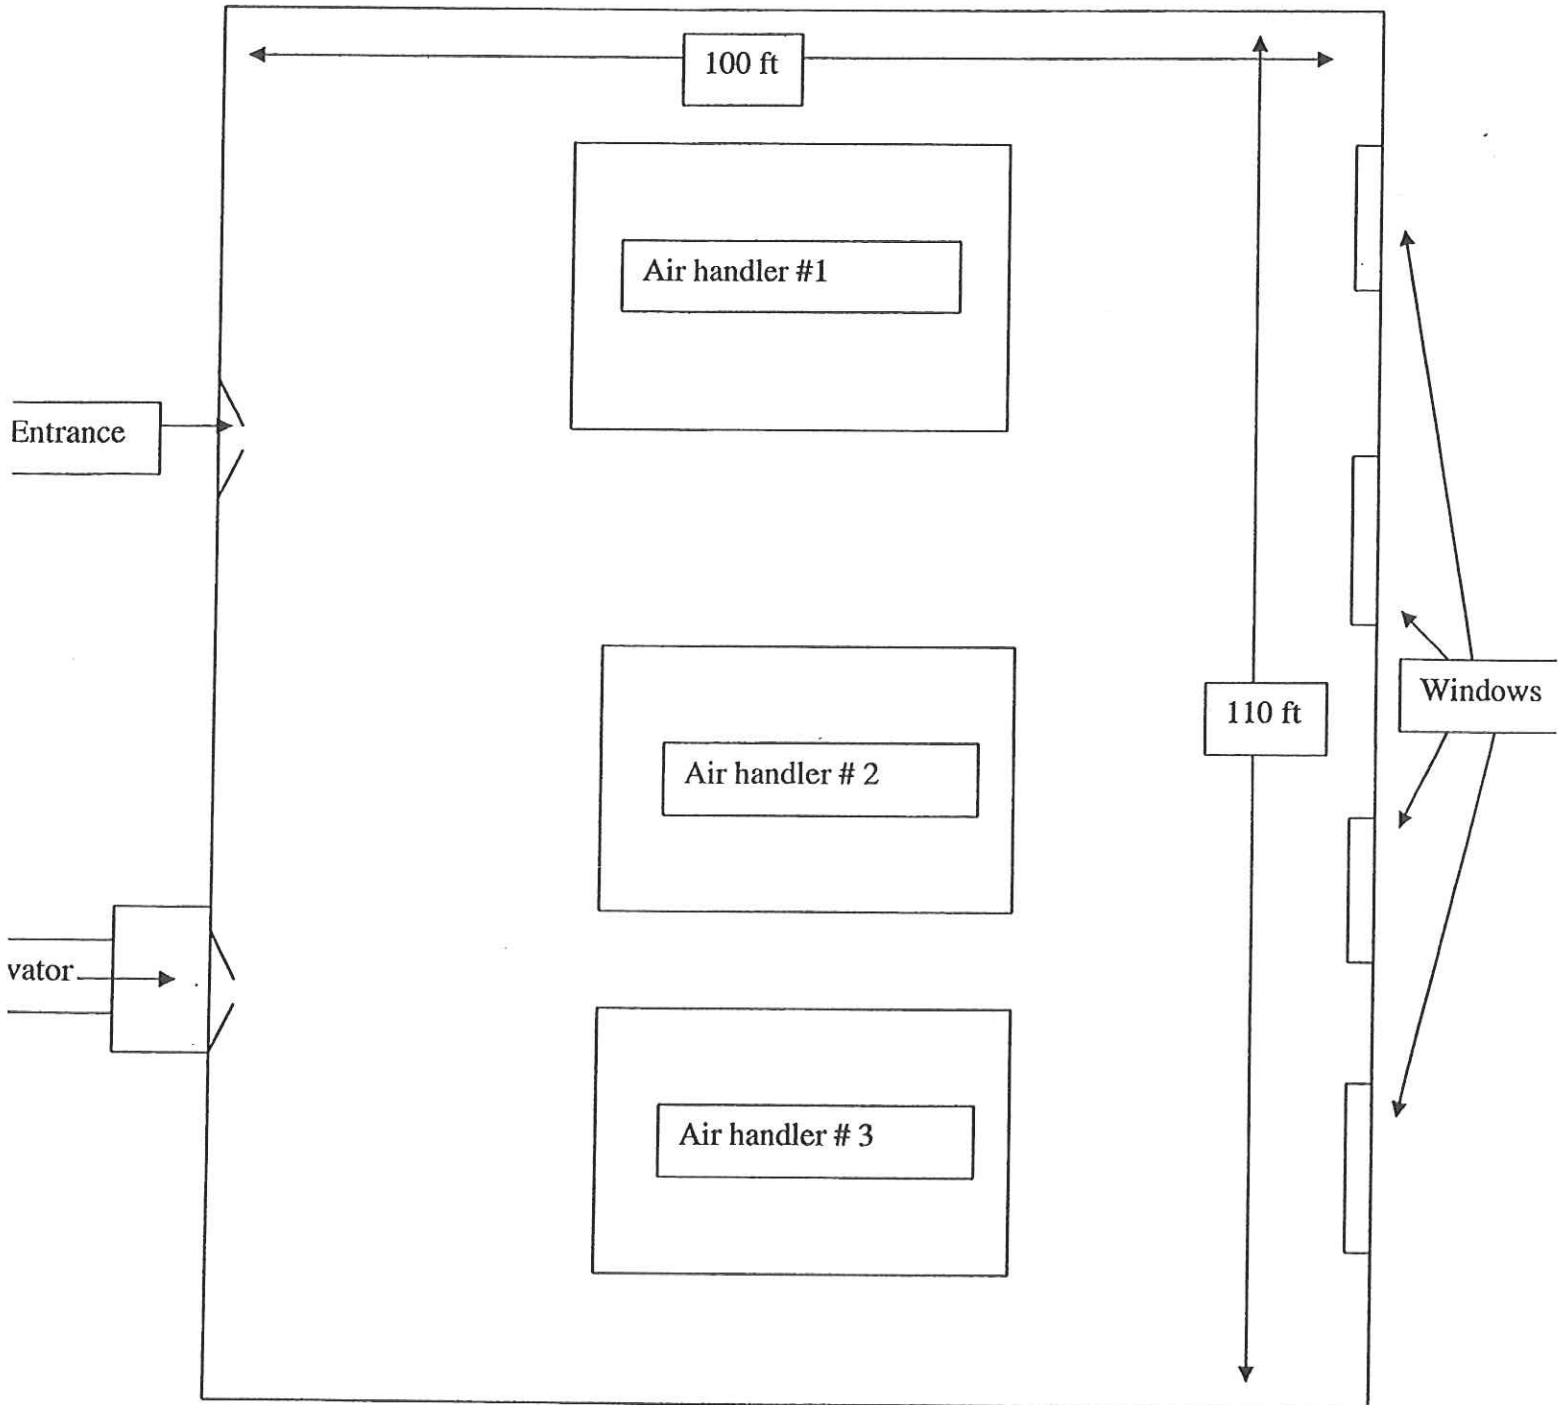 100 ft
Air handler #1
Entrance
Windows
110 ft
Air handler # 2
vator
Air handler # 3